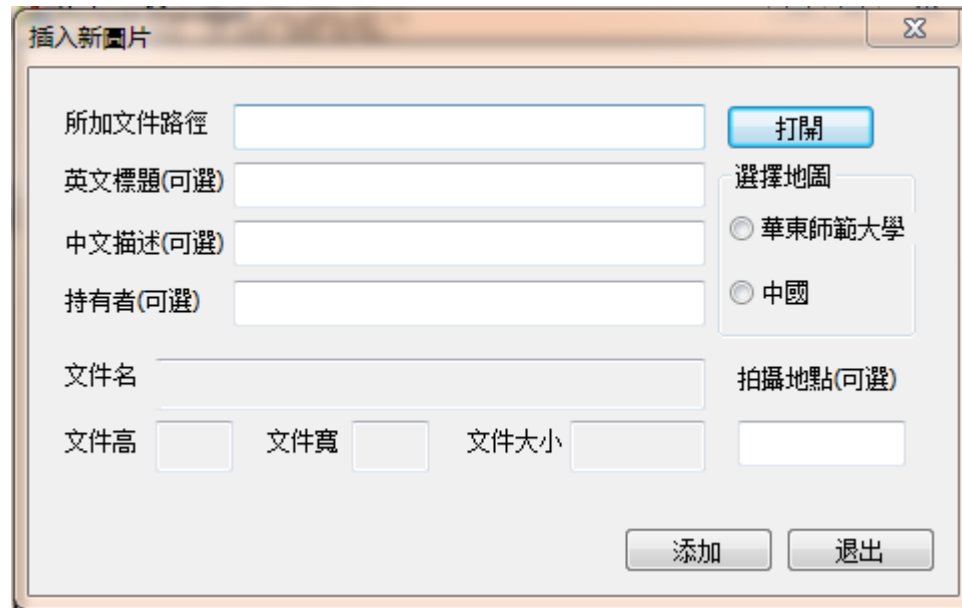 插入新圖片
所加文件路徑
打開
英文標題(可選)
選擇地圖
中文描述(可選)
華東師範大學
持有者(可選)
中國
文件名
拍攝地點(可選)
文件高 文件寬 文件大小
添加 退出